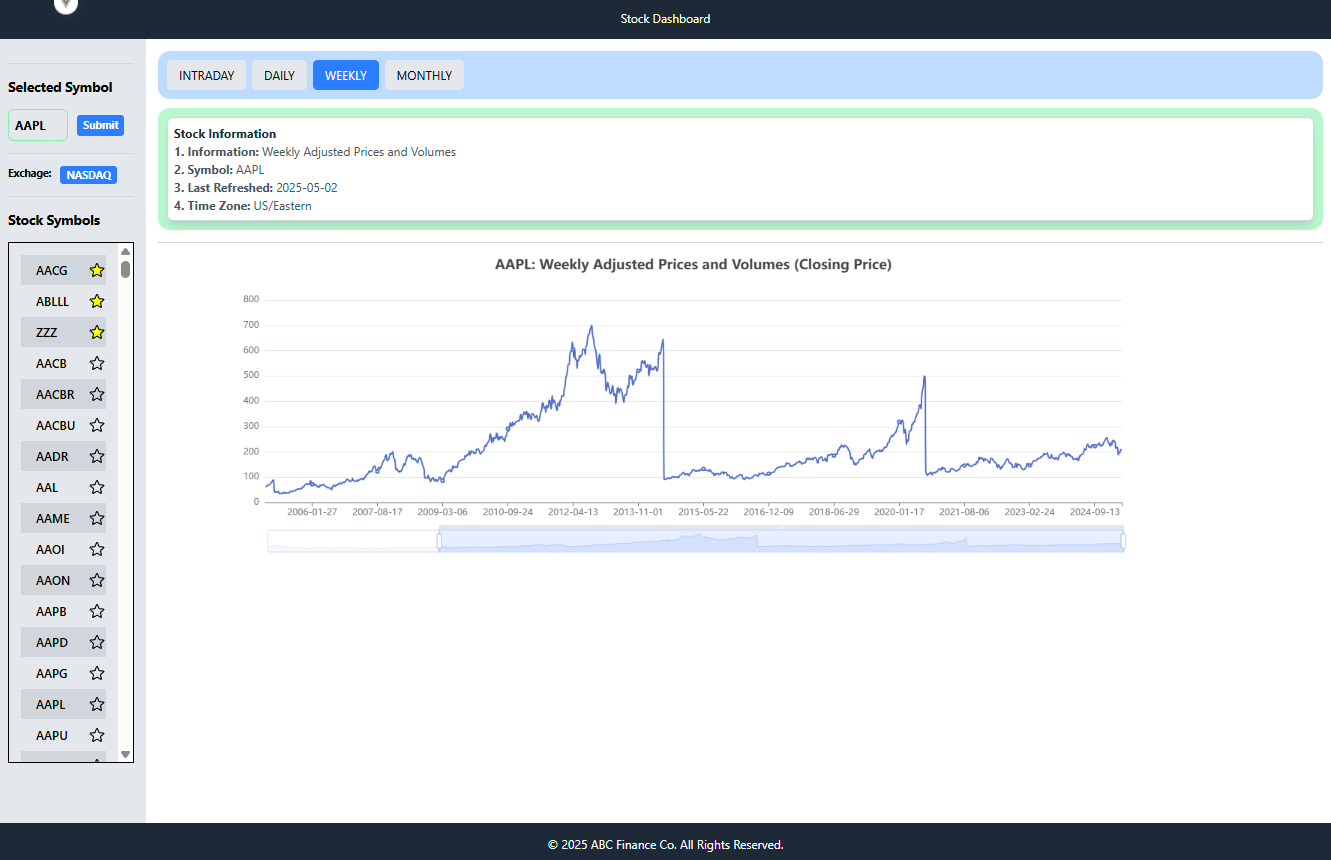 Stock Dashboard
Selected Symbol
AAPL
Submit
Exchage:
NASDAQ
Stock Symbols
AACG
ABLLL
ZZZ
AACB
AACBR
AACBU
AADR
AAL
AAME
AAOI
AAON
AAPB
AAPD
AAPG
AAPL
AAPU
INTRADAY
DAILY
WEEKLY
MONTHLY
Stock Information
1. Information: Weekly Adjusted Prices and Volumes
2. Symbol: AAPL
3. Last Refreshed: 2025-05-02
4. Time Zone: US/Eastern
AAPL: Weekly Adjusted Prices and Volumes (Closing Price)
800
700
600
500
400
300
200
100
0
2006-01-27 2007-08-17 2009-03-06 2010-09-24 2012-04-13 2013-11-01 2015-05-22 2016-12-09 2018-06-29 2020-01-17 2021-08-06 2023-02-24 2024-09-13
© 2025 ABC Finance Co. All Rights Reserved.